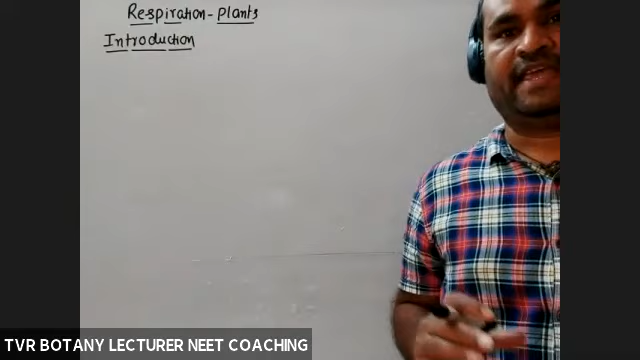 Respiration - Plants
Introduction
TVR BOTANY LECTURER NEET COACHING